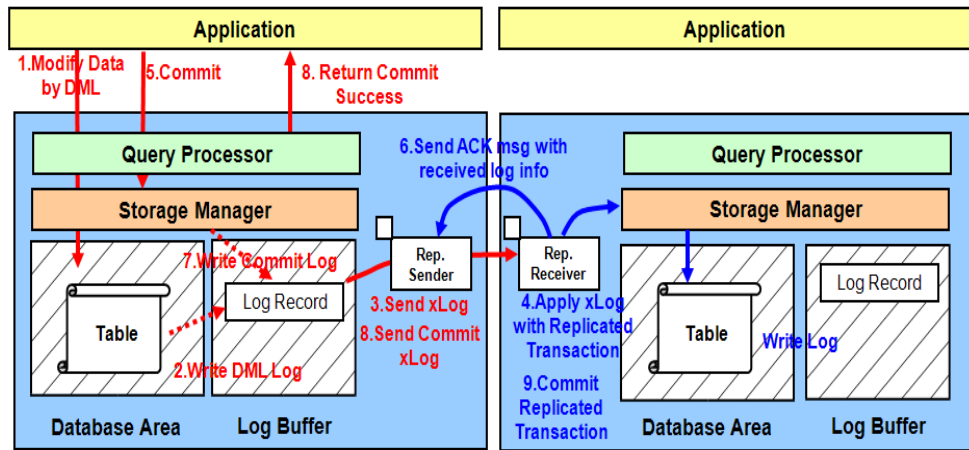 Application
1.Modify Data
by DML
5.Commit
8. Return Commit
Success
Query Processor
Storage Manager
7.Write Commit Log
Log Record
Table
2.Write DML Log
Database Area
Log Buffer
6.Send ACK msg with
received log info
Rep.
Sender
Rep.
Receiver
3.Send xLog
8.Send Commit
xLog
4.Apply xLog
with Replicated
Transaction
9.Commit
Replicated
Transaction
Application
Query Processor
Storage Manager
Log Record
Table
Write Log
Database Area
Log Buffer